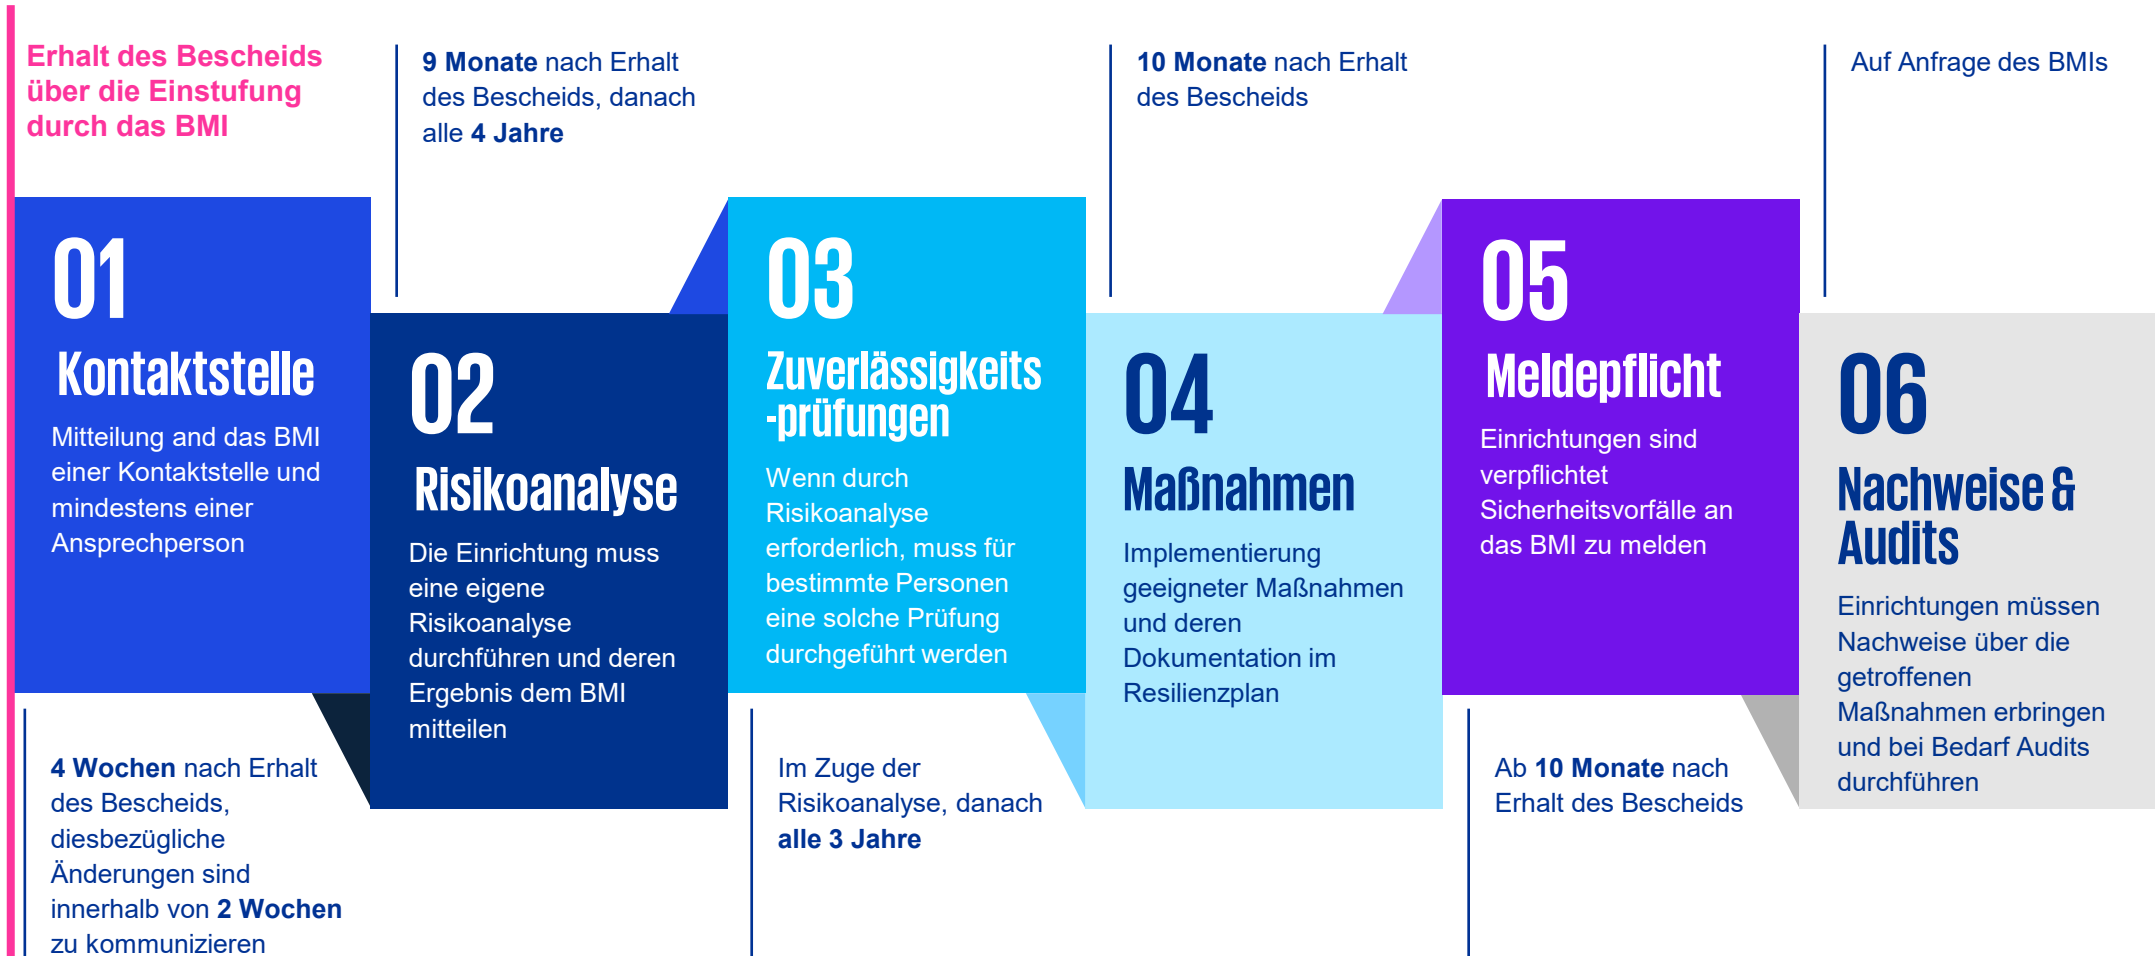 Erhalt des Bescheids
über die Einstufung
durch das BMI
9 Monate nach Erhalt
des Bescheids, danach
alle 4 Jahre
10 Monate nach Erhalt
des Bescheids
Auf Anfrage des BMIs
01
Kontaktstelle
Mitteilung and das BMI
einer Kontaktstelle und
mindestens einer
Ansprechperson
02
Risikoanalyse
Die Einrichtung muss
eine eigene
Risikoanalyse
durchführen und deren
Ergebnis dem BMI
mitteilen
03
Zuverlässigkeits
-prüfungen
Wenn durch
Risikoanalyse
erforderlich, muss für
bestimmte Personen
eine solche Prüfung
durchgeführt werden
04
Maßnahmen
Implementierung
geeigneter Maßnahmen
und deren
Dokumentation im
Resilienzplan
05
Meldepflicht
Einrichtungen sind
verpflichtet
Sicherheitsvorfälle an
das BMI zu melden
06
Nachweise &
Audits
Einrichtungen müssen
Nachweise über die
getroffenen
Maßnahmen erbringen
und bei Bedarf Audits
durchführen
4 Wochen nach Erhalt
des Bescheids,
diesbezügliche
Änderungen sind
innerhalb von 2 Wochen
zu kommunizieren
Im Zuge der
Risikoanalyse, danach
alle 3 Jahre
Ab 10 Monate nach
Erhalt des Bescheids